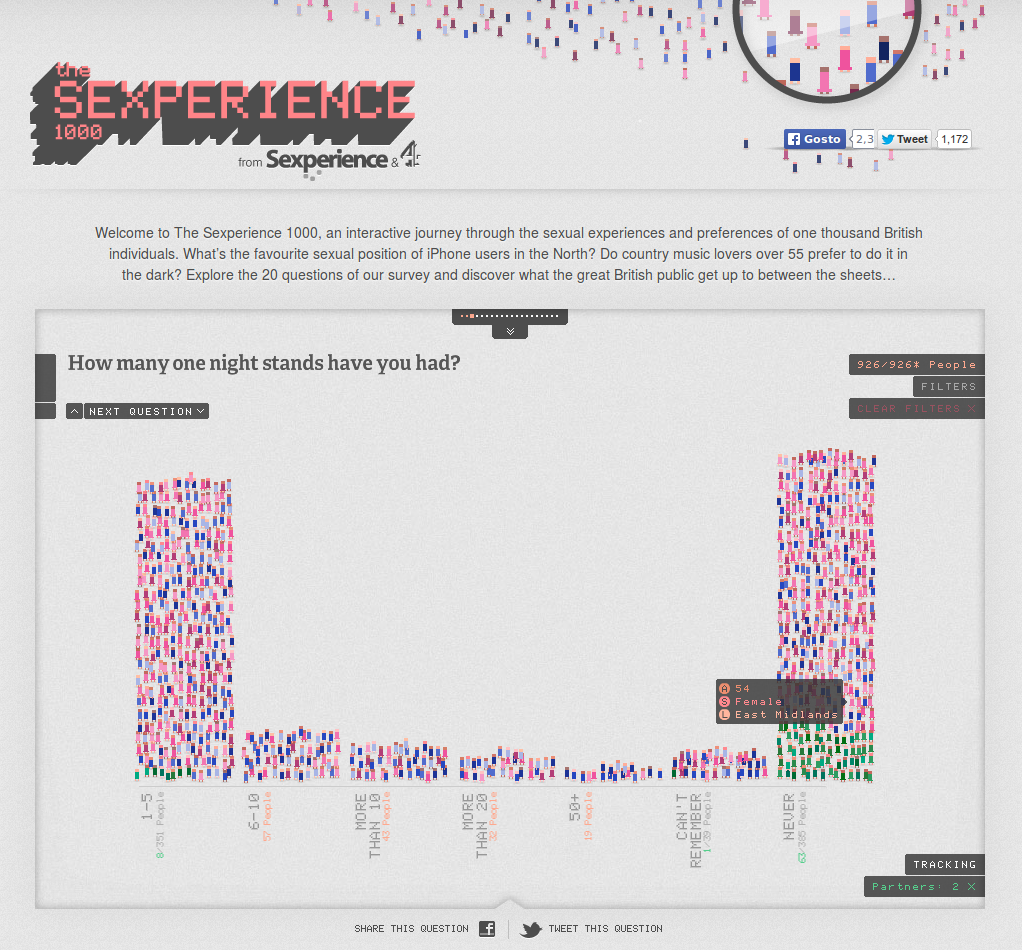 the
SEXPERIENCE
1000
from Sexperience & 4
Gosto 2,3 Tweet 1,172
Welcome to The Sexperience 1000, an interactive journey through the sexual experiences and preferences of one thousand British
individuals. What's the favourite sexual position of iPhone users in the North? Do country music lovers over 55 prefer to do it in
the dark? Explore the 20 questions of our survey and discover what the great British public get up to between the sheets…
How many one night stands have you had?
926/926* People
FILTERS
CLEAR FILTERS X
NEXT QUESTION
A 54
S Female
L East Midlands
1-5
8/351 People
6-10
57 People
MORE
THAN 10
43 People
MORE
THAN 20
32 People
50+
19 People
CAN'T
REMEMBER
1/39 People
NEVER
63/385 People
TRACKING
Partners: 2 X
SHARE THIS QUESTION
TWEET THIS QUESTION